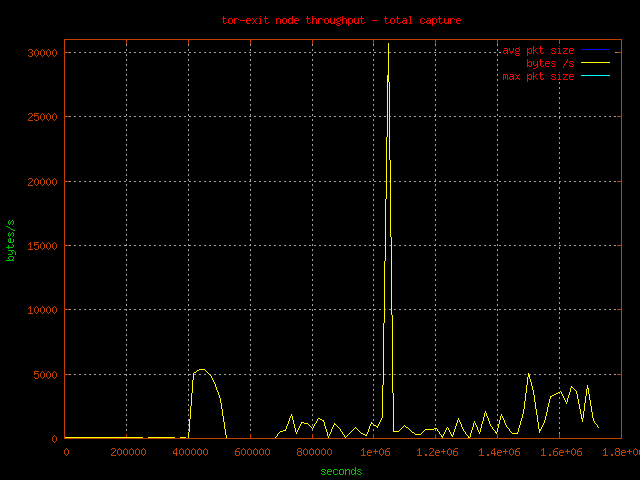 tor-exit node throughput - total capture
avg pkt size
bytes /s
max pkt size
30000
25000
20000
15000
10000
5000
0
bytes/s
0 200000 400000 600000 800000 1e+06 1.2e+06 1.4e+06 1.6e+06 1.8e+0
seconds